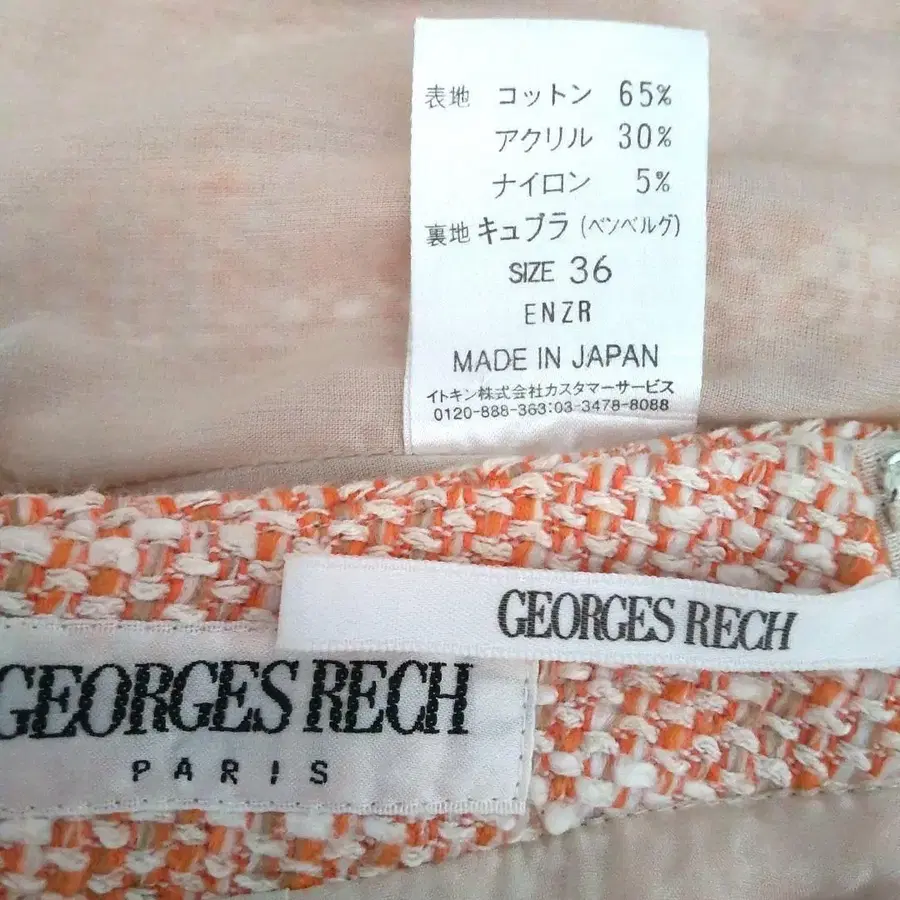 表地 コットン 65%
アクリル 30%
ナイロン 5%
裏地 キュプラ (ベンベルグ)
SIZE 36
ENZR
MADE IN JAPAN
イトキン株式会社カスタマーサービス
0120-888-363:03-3478-8088
GEORGES RECH
GEORGES RECH
PARIS